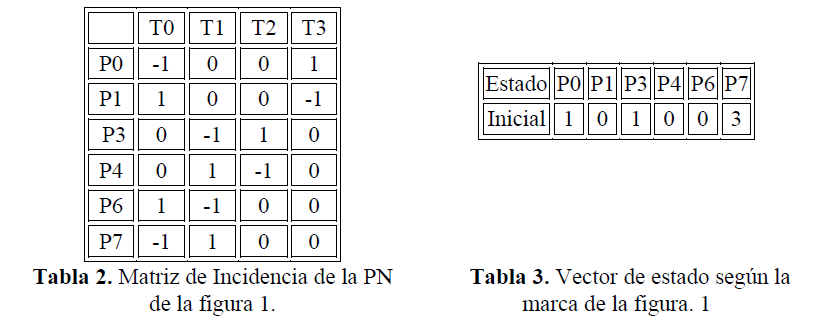 T0 T1 T2 T3
P0 -1 0 0 1
P1 1 0 0 -1
P3 0 -1 1 0
P4 0 1 -1 0
P6 1 -1 0 0
P7 -1 1 0 0
Tabla 2. Matriz de Incidencia de la PN
de la figura 1.
Estado P0 P1 P3 P4 P6 P7
Inicial 1 0 1 0 0 3
Tabla 3. Vector de estado según la
marca de la figura. 1